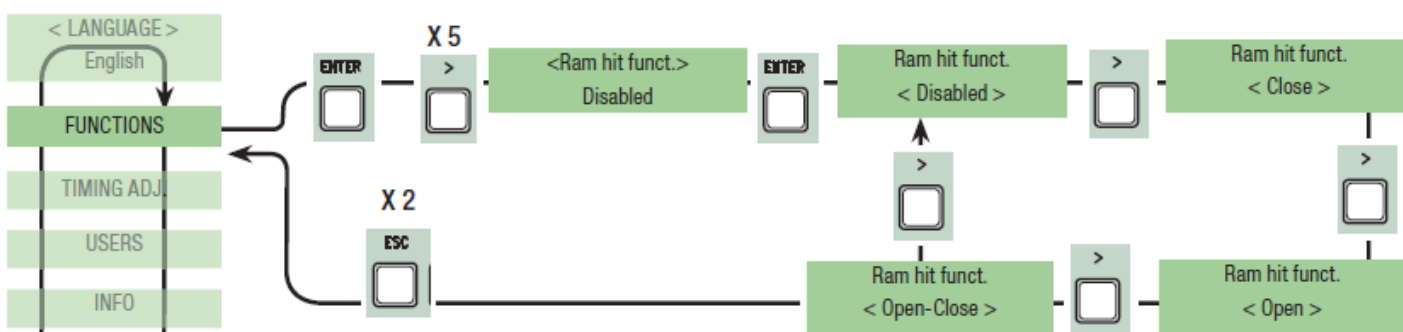 < LANGUAGE >
English
FUNCTIONS
TIMING ADJ.
USERS
INFO
ENTER
X 5
>
<Ram hit funct.>
Disabled
ENTER
Ram hit funct.
< Disabled >
>
Ram hit funct.
< Close >
>
Ram hit funct.
< Open >
>
Ram hit funct.
< Open-Close >
>
X 2
ESC